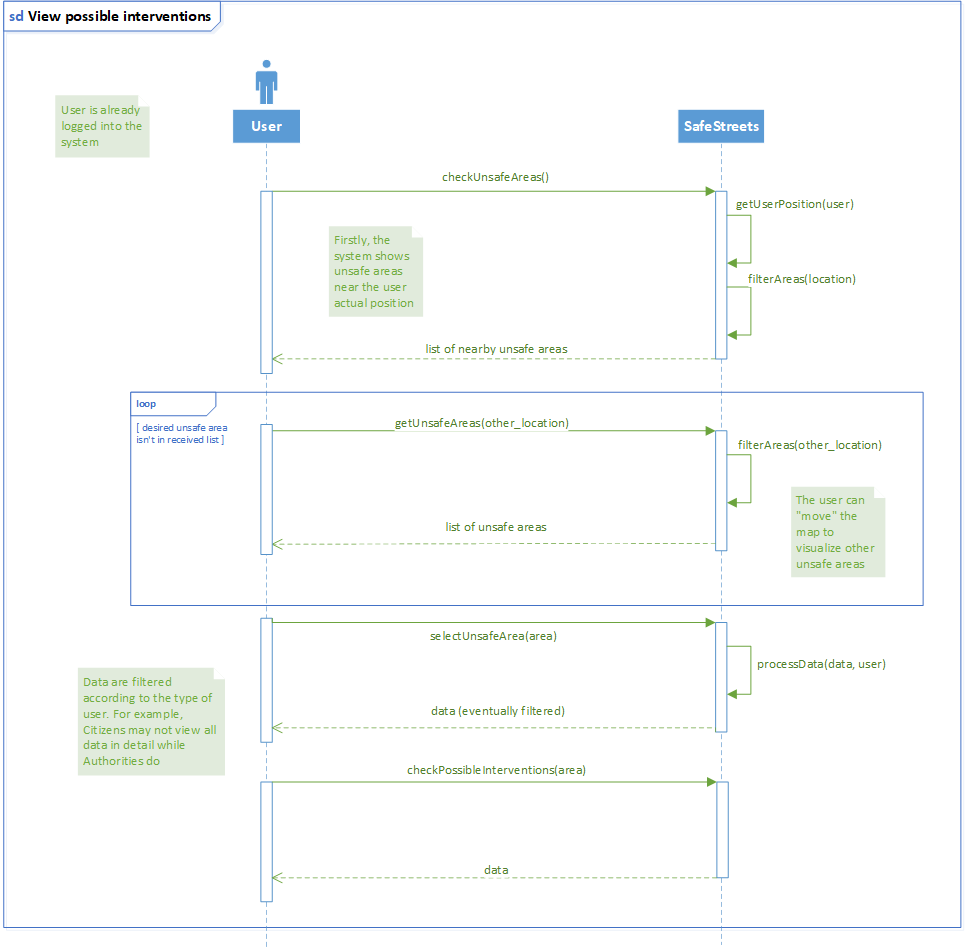 sd View possible interventions
User is already
logged into the
system
User
SafeStreets
checkUnsafeAreas()
getUserPosition(user)
Firstly, the
system shows
unsafe areas
near the user
actual position
filterAreas(location)
list of nearby unsafe areas
loop
[ desired unsafe area
isn't in received list ]
getUnsafeAreas(other_location)
filterAreas(other_location)
The user can
"move" the
map to
visualize other
unsafe areas
list of unsafe areas
selectUnsafeArea(area)
processData(data, user)
Data are filtered
according to the type of
user. For example,
Citizens may not view all
data in detail while
Authorities do
data (eventually filtered)
checkPossibleInterventions(area)
data